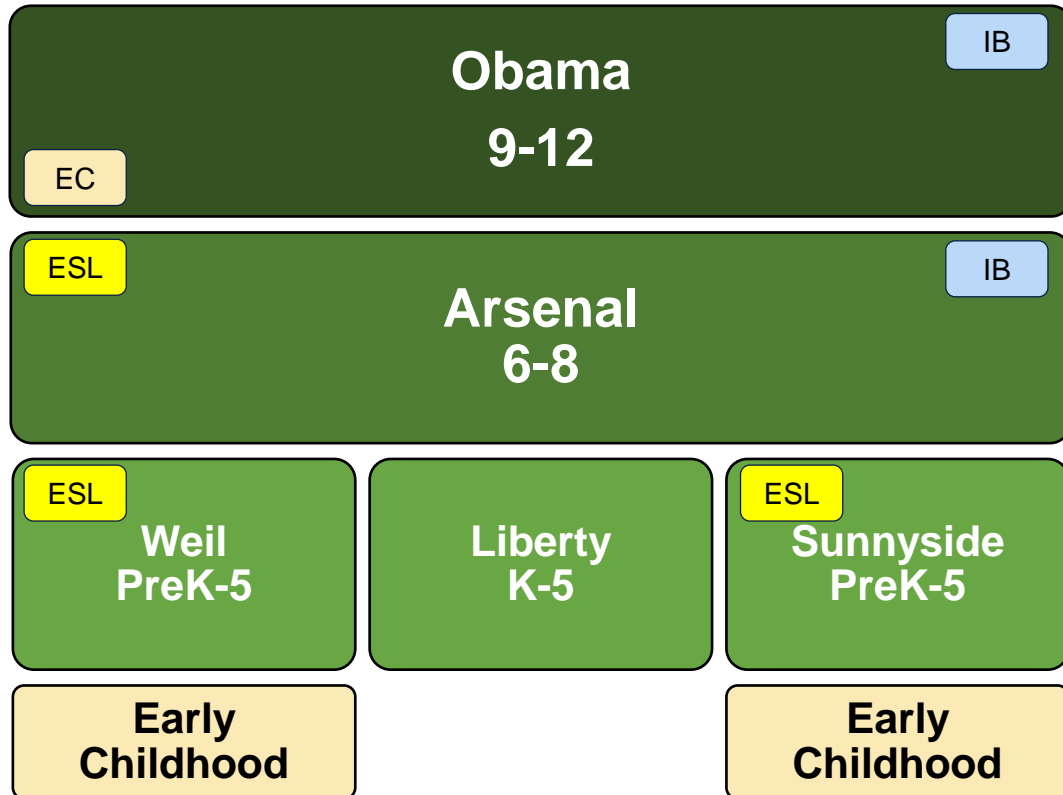 IB
Obama
9-12
EC
ESL
IB
Arsenal
6-8
ESL
Weil
PreK-5
Liberty
K-5
ESL
Sunnyside
PreK-5
Early
Childhood
Early
Childhood